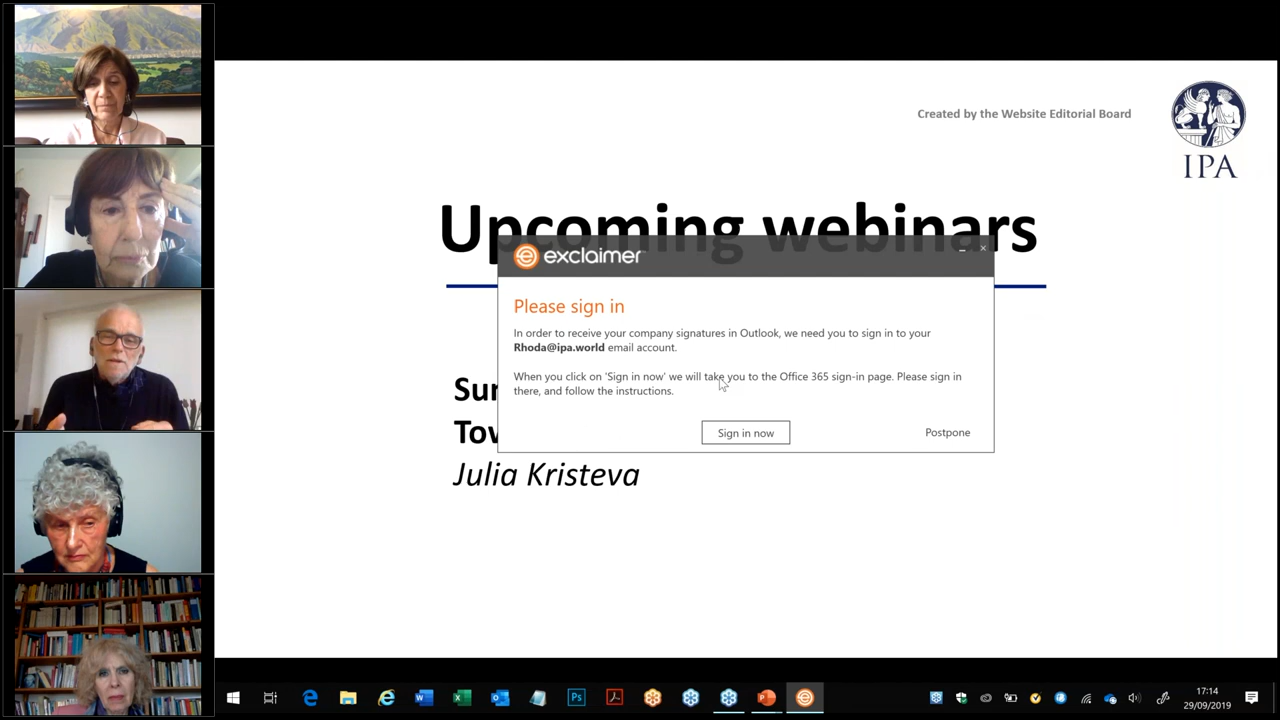 Created by the Website Editorial Board
IPA
Upcoming webinars
exclaimer
Please sign in
In order to receive your company signatures in Outlook, we need you to sign in to your
Rhoda@ipa.world email account.
When you click on 'Sign in now' we will take you to the Office 365 sign-in page. Please sign in
there, and follow the instructions.
Sign in now
Postpone
Julia Kristeva
17:14
29/09/2019